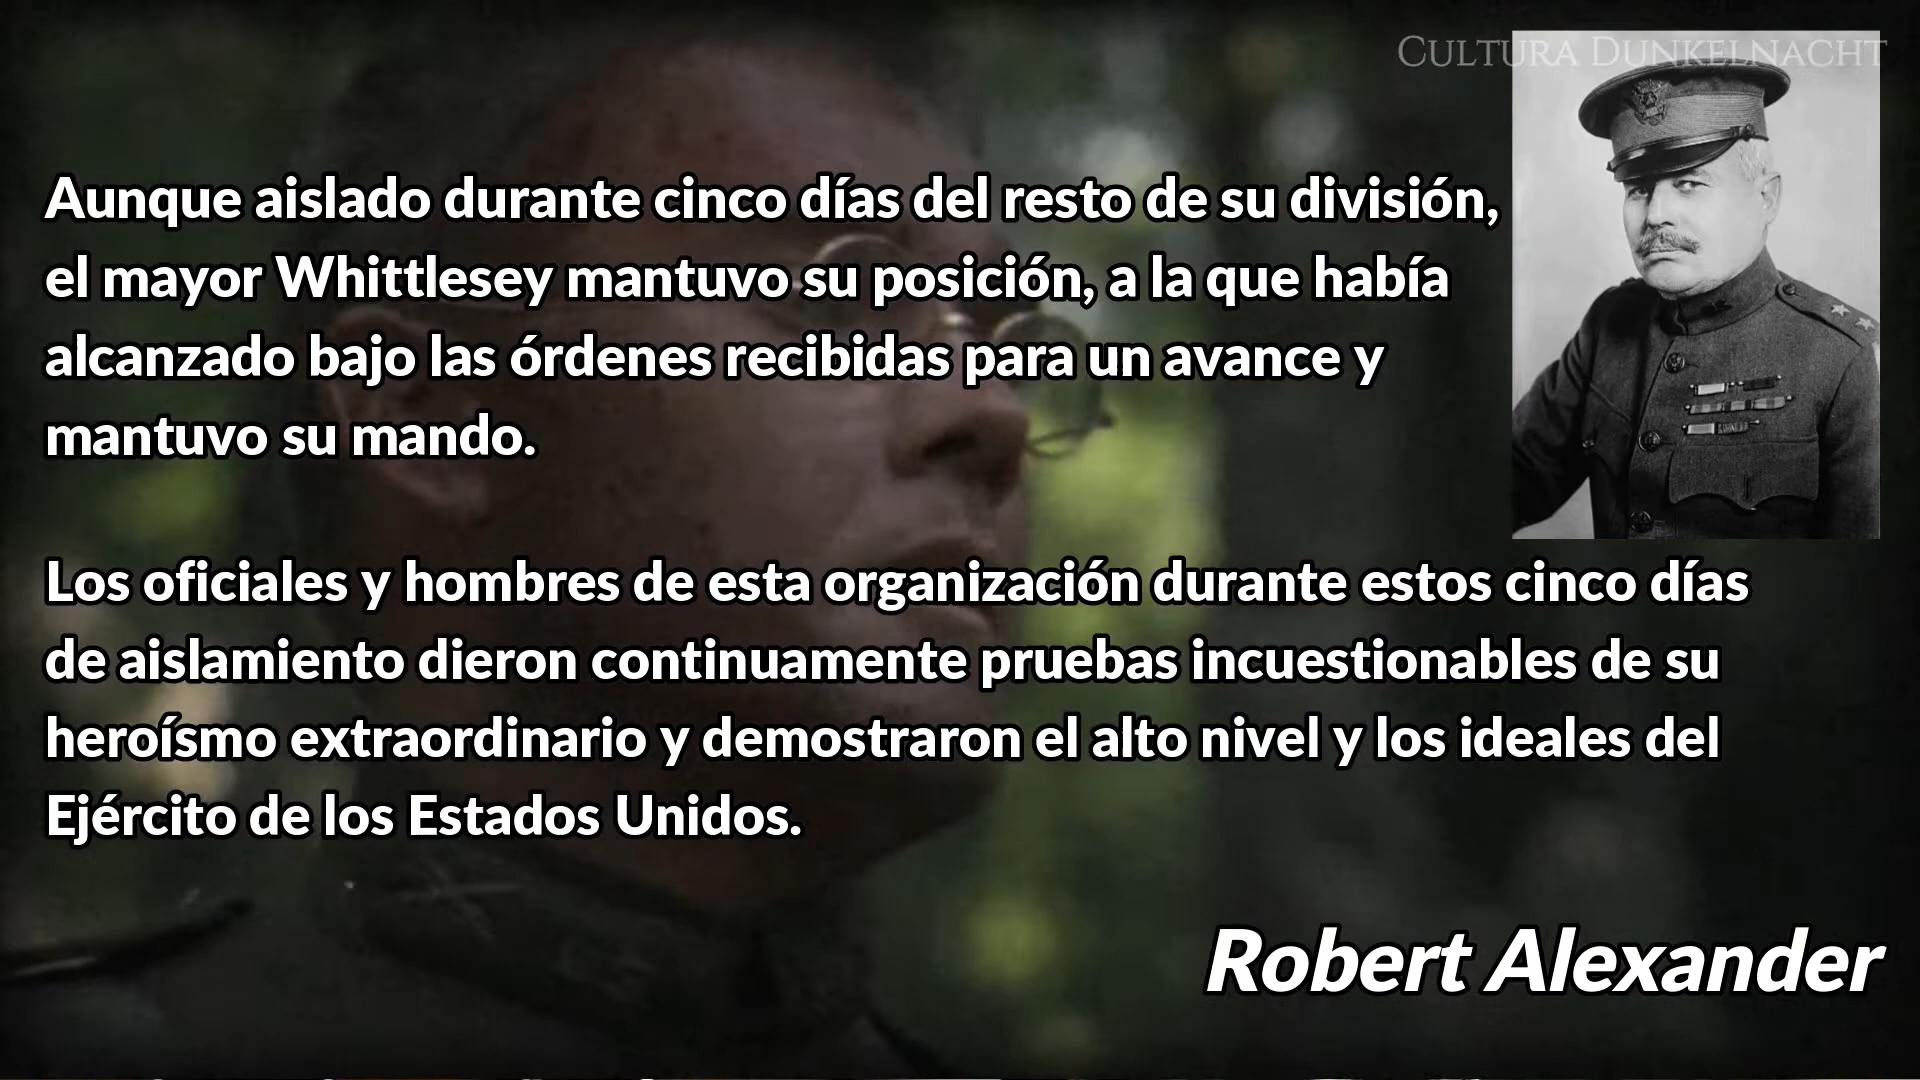 CULTURA DUNKELNACHT
Aunque aislado durante cinco días del resto de su división,
el mayor Whittlesey mantuvo su posición, a la que había
alcanzado bajo las órdenes recibidas para un avance y
mantuvo su mando.
Los oficiales y hombres de esta organización durante estos cinco días
de aislamiento dieron continuamente pruebas incuestionables de su
heroísmo extraordinario y demostraron el alto nivel y los ideales del
Ejército de los Estados Unidos.
Robert Alexander